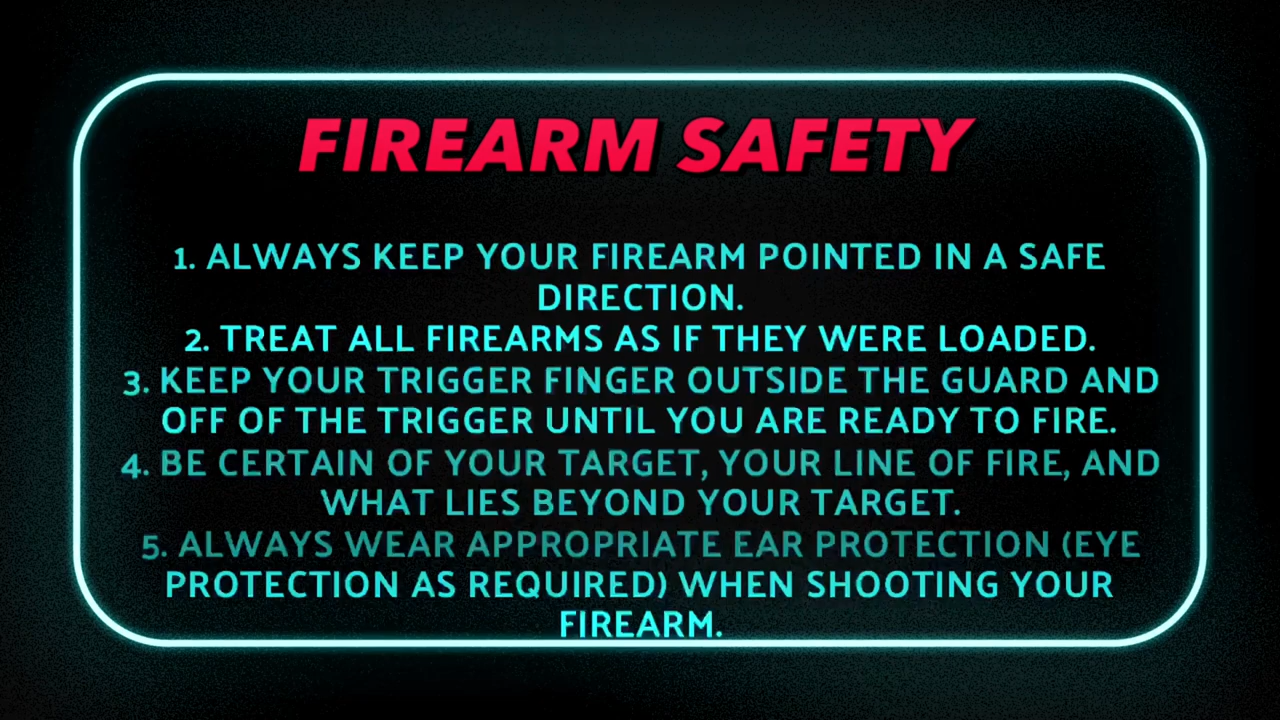 FIREARM SAFETY
1. ALWAYS KEEP YOUR FIREARM POINTED IN A SAFE
DIRECTION.
2. TREAT ALL FIREARMS AS IF THEY WERE LOADED.
3. KEEP YOUR TRIGGER FINGER OUTSIDE THE GUARD AND
OFF OF THE TRIGGER UNTIL YOU ARE READY TO FIRE.
4. BE CERTAIN OF YOUR TARGET, YOUR LINE OF FIRE, AND
WHAT LIES BEYOND YOUR TARGET.
5. ALWAYS WEAR APPROPRIATE EAR PROTECTION (EYE
PROTECTION AS REQUIRED) WHEN SHOOTING YOUR
FIREARM.